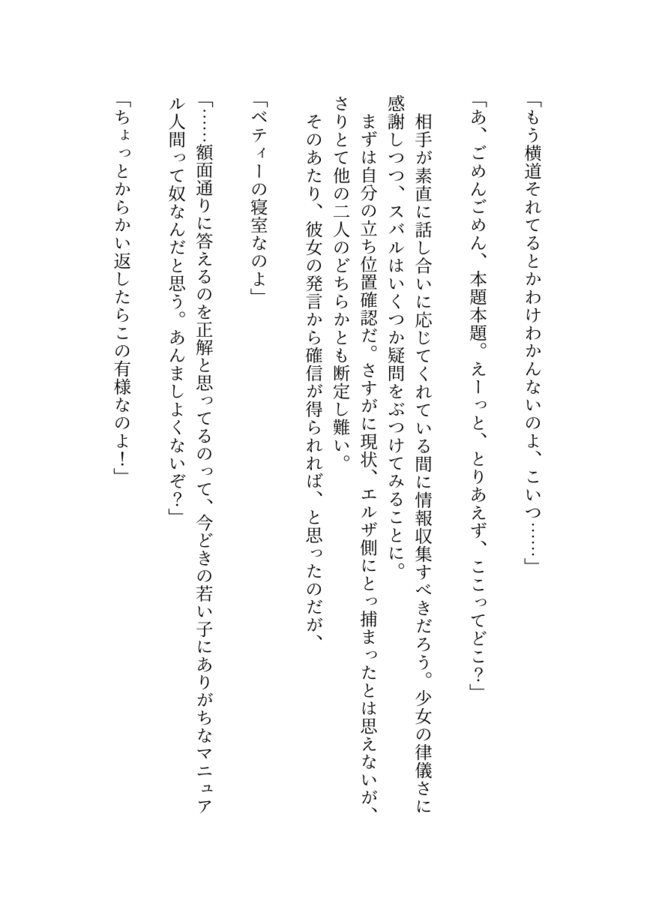 「もう横道それてるとかわけわかんないのよ、こいつ……」
「あ、ごめんごめん、本題本題。えーっと、とりあえず、ここってどこ？」
　相手が素直に話し合いに応じてくれている間に情報収集すべきだろう。少女の律儀さに
感謝しつつ、スバルはいくつか疑問をぶつけてみることに。
　まずは自分の立ち位置確認だ。さすがに現状、エルザ側にとっ捕まったとは思えないが、
さりとて他の二人のどちらかとも断定し難い。
　そのあたり、彼女の発言から確信が得られれば、と思ったのだが、
「ベティーの寝室なのよ」
「……額面通りに答えるのを正解と思ってるのって、今どきの若い子にありがちなマニュア
ル人間って奴なんだと思う。あんましよくないぞ？」
「ちょっとからかい返したらこの有様なのよ！」